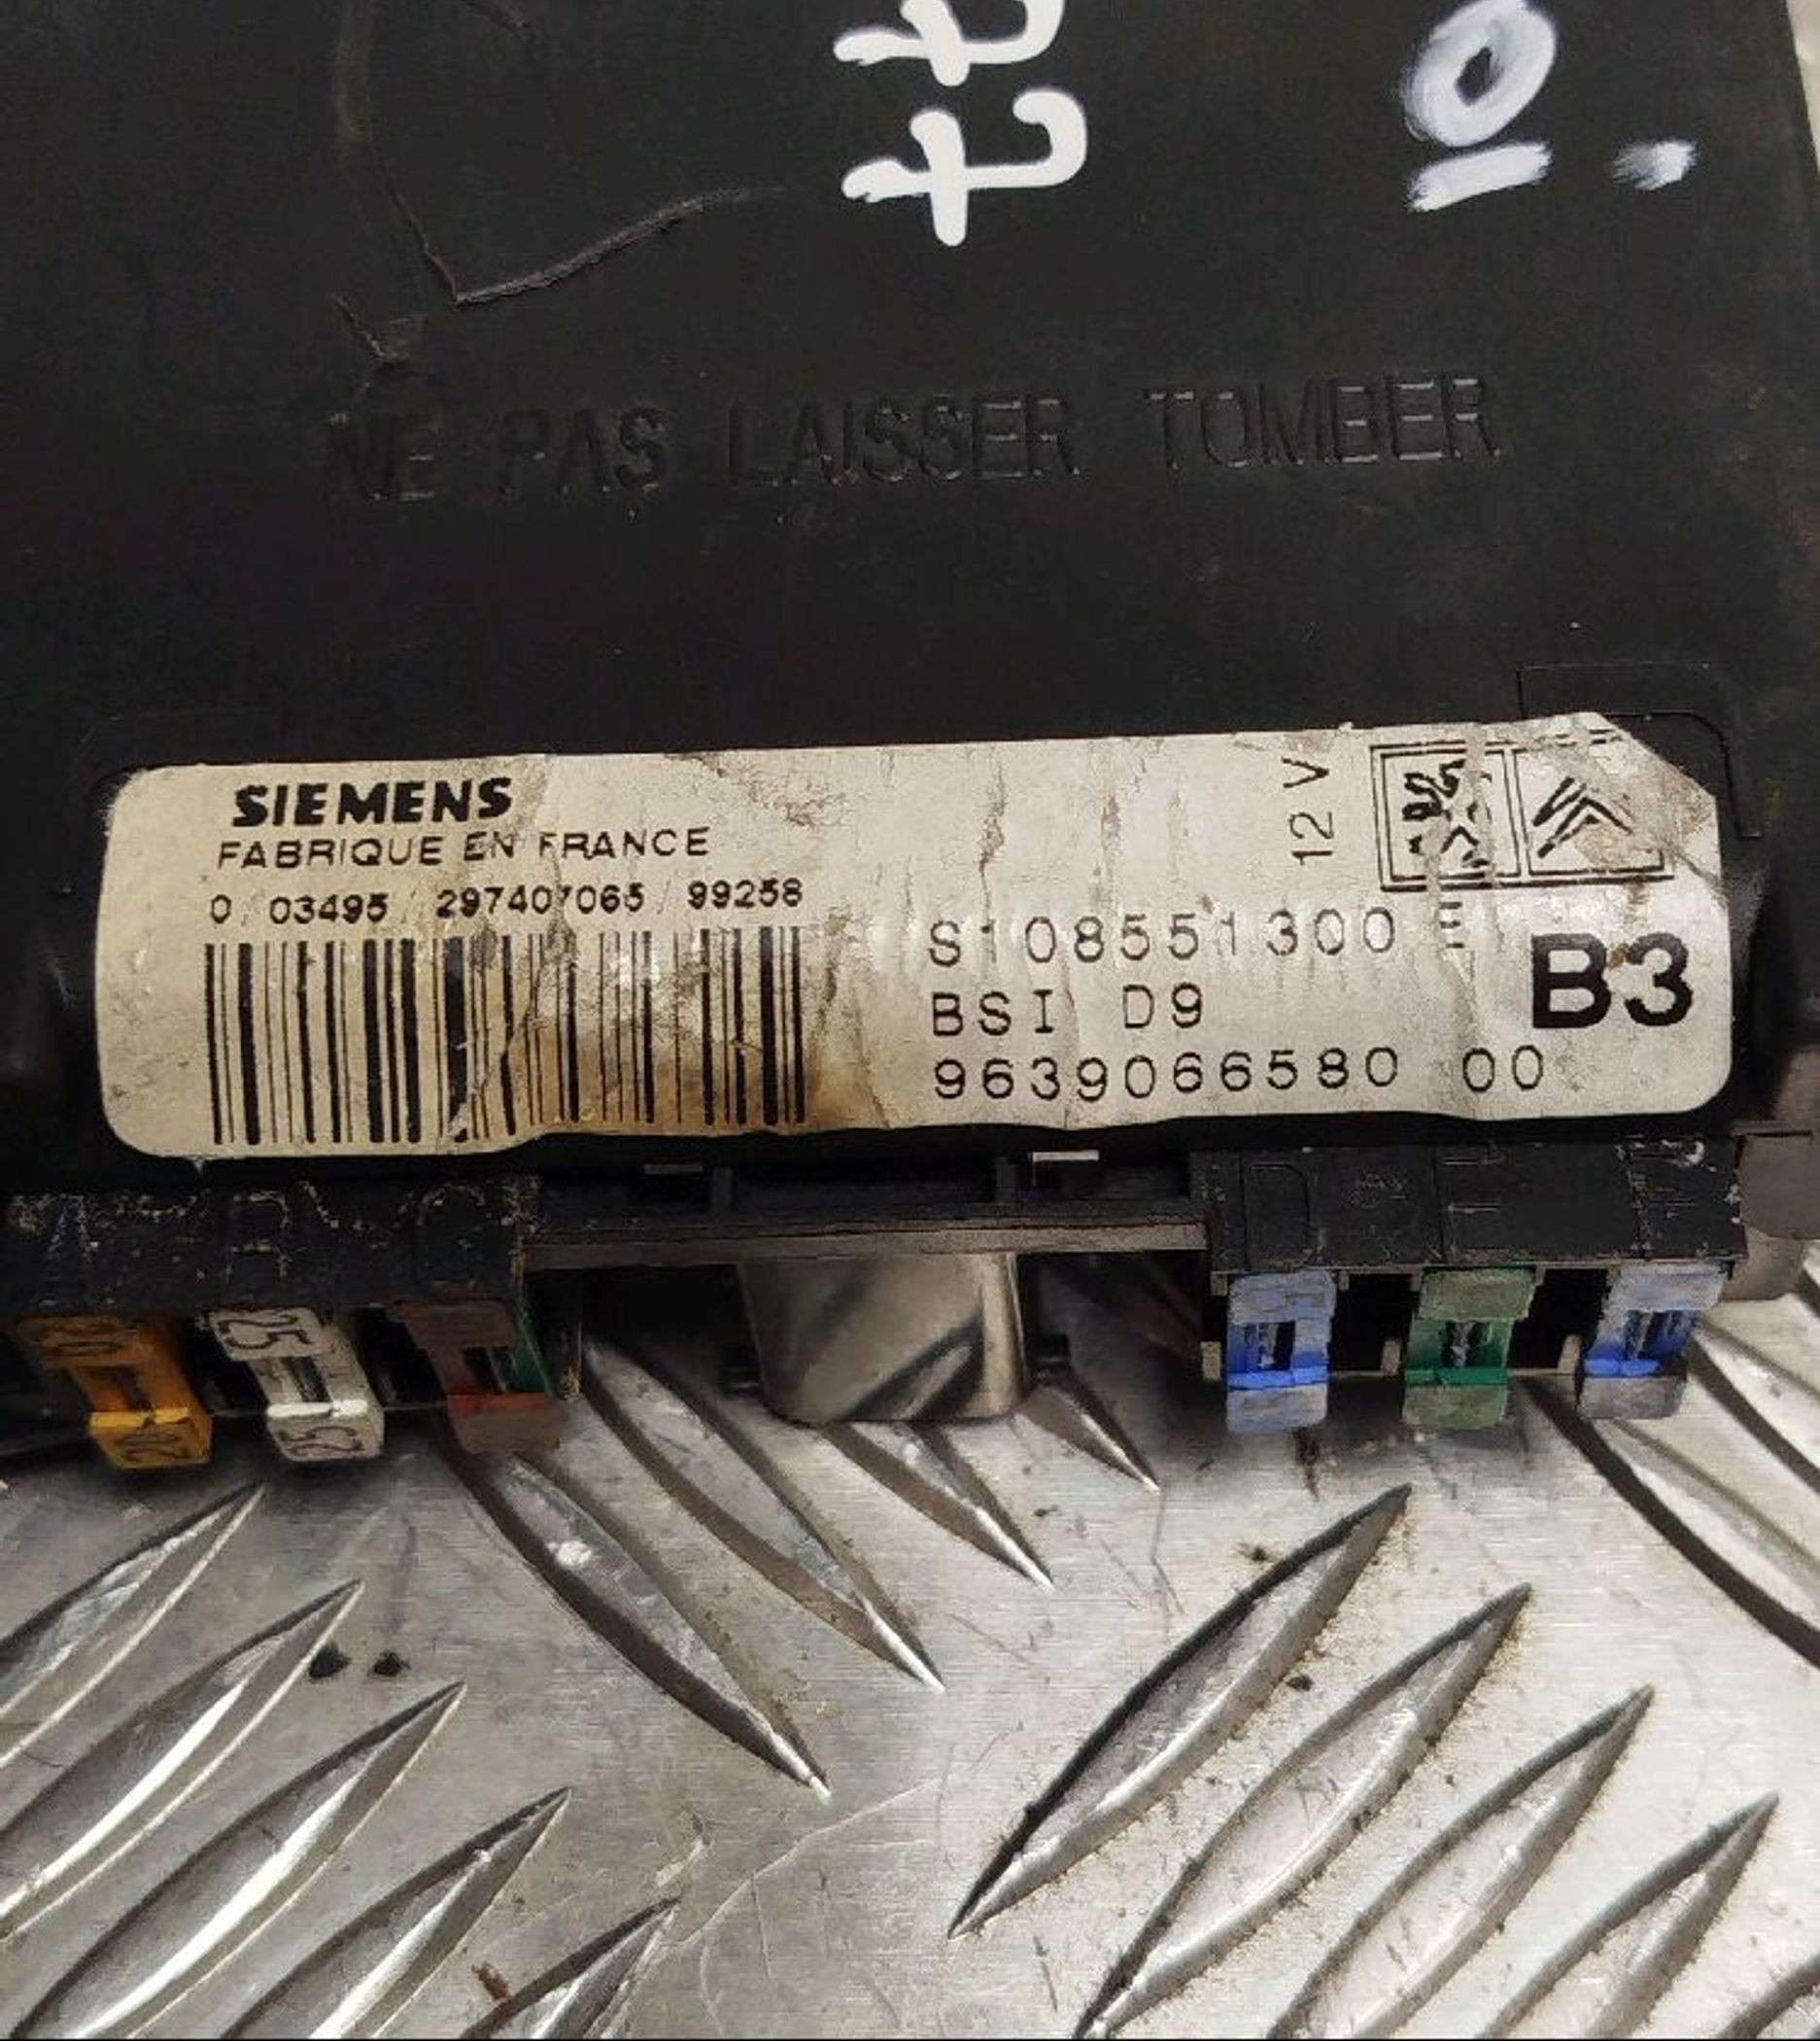 NE PAS LAISSER TOMBER
SIEMENS
FABRIQUE EN FRANCE
0 / 03495 / 297407065 / 99258
12 V
S108551300 E
BSI D9
B3
9639066580 00
A B C
25